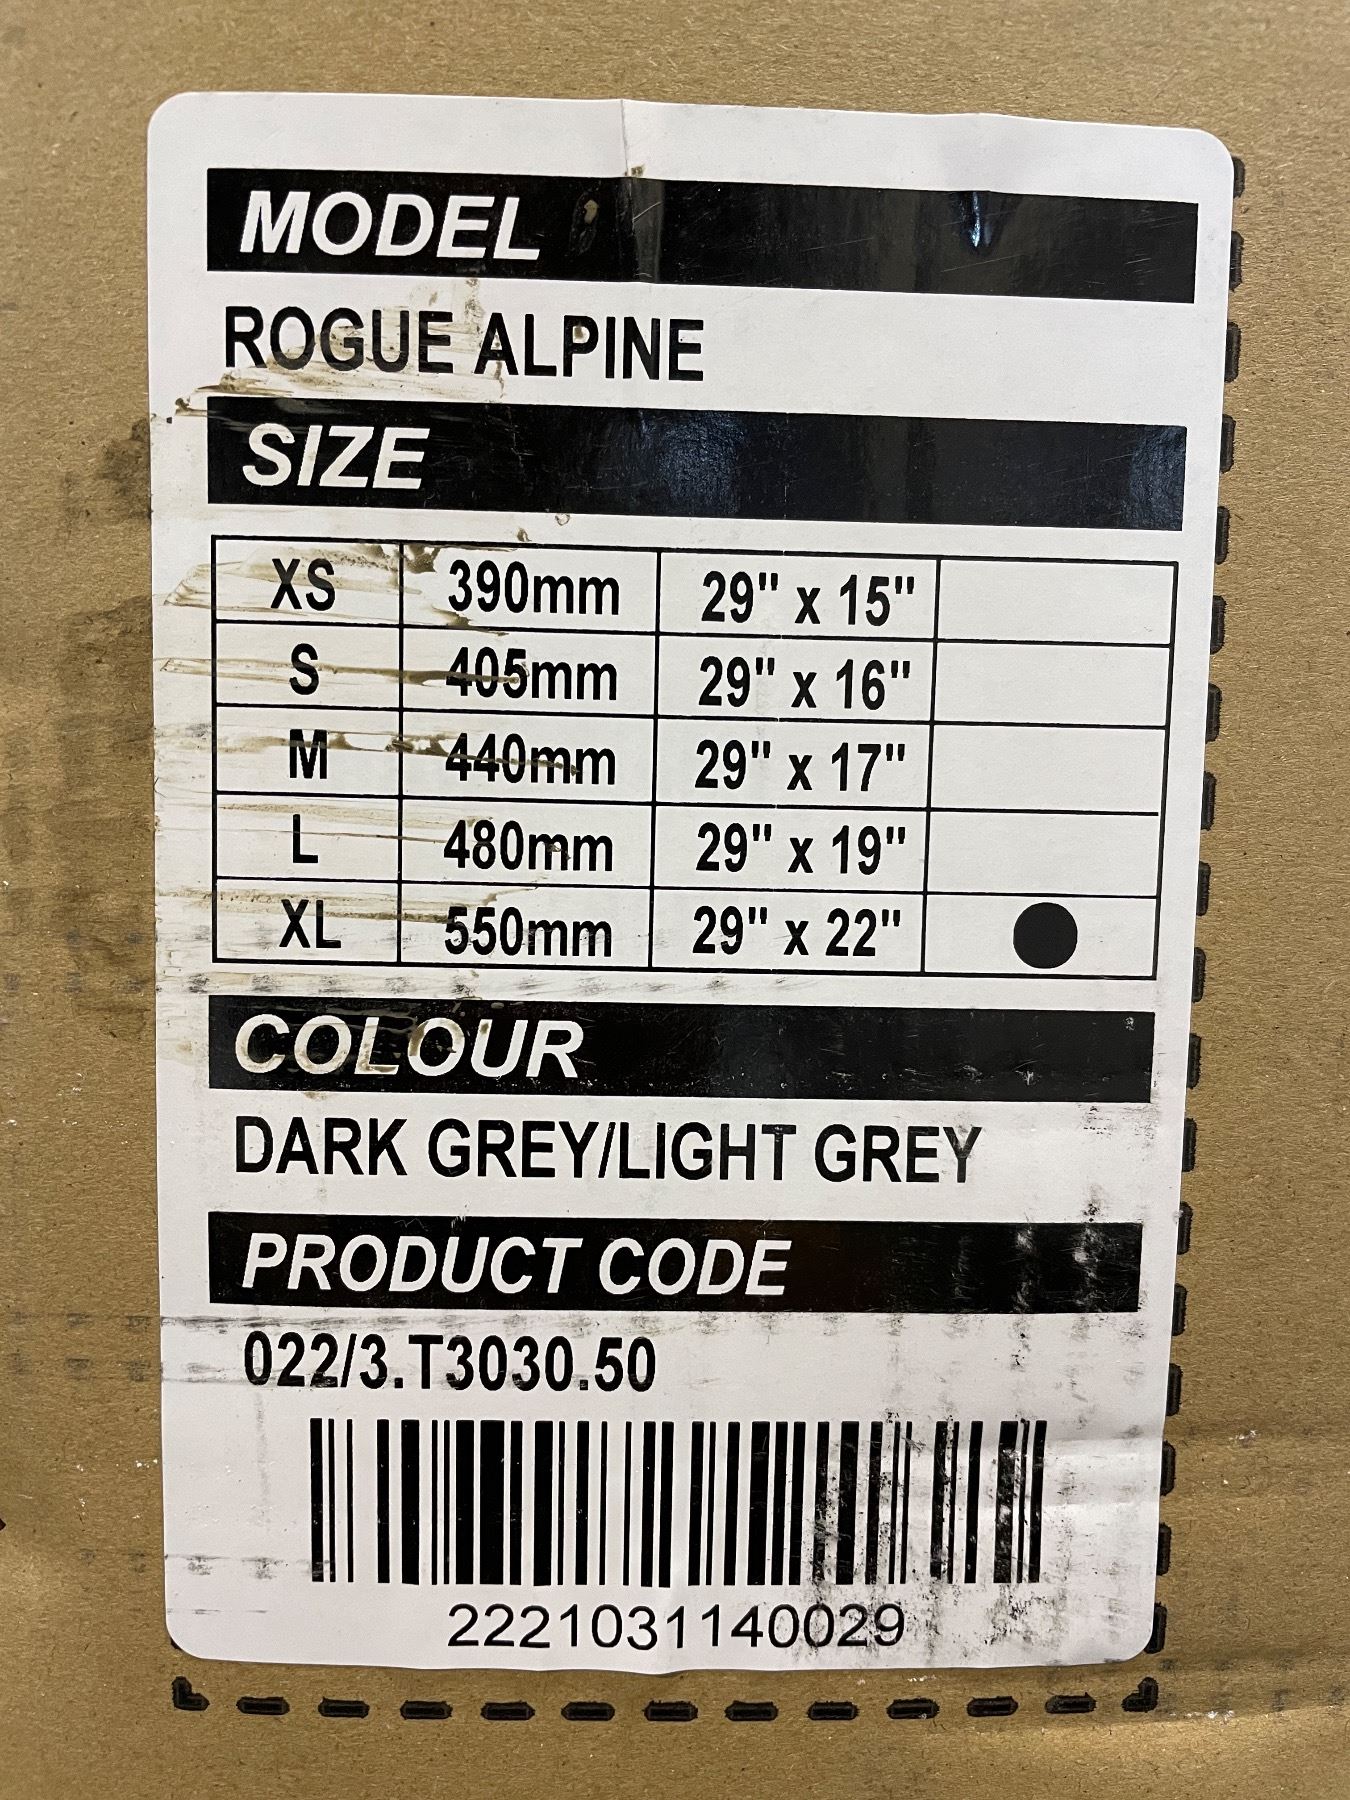 MODEL
ROGUE ALPINE
SIZE
XS 390mm 29" x 15"
S 405mm 29" x 16"
M 440mm 29" x 17"
L 480mm 29" x 19"
XL 550mm 29" x 22" ●
COLOUR
DARK GREY/LIGHT GREY
PRODUCT CODE
022/3.T3030.50
2221031140029